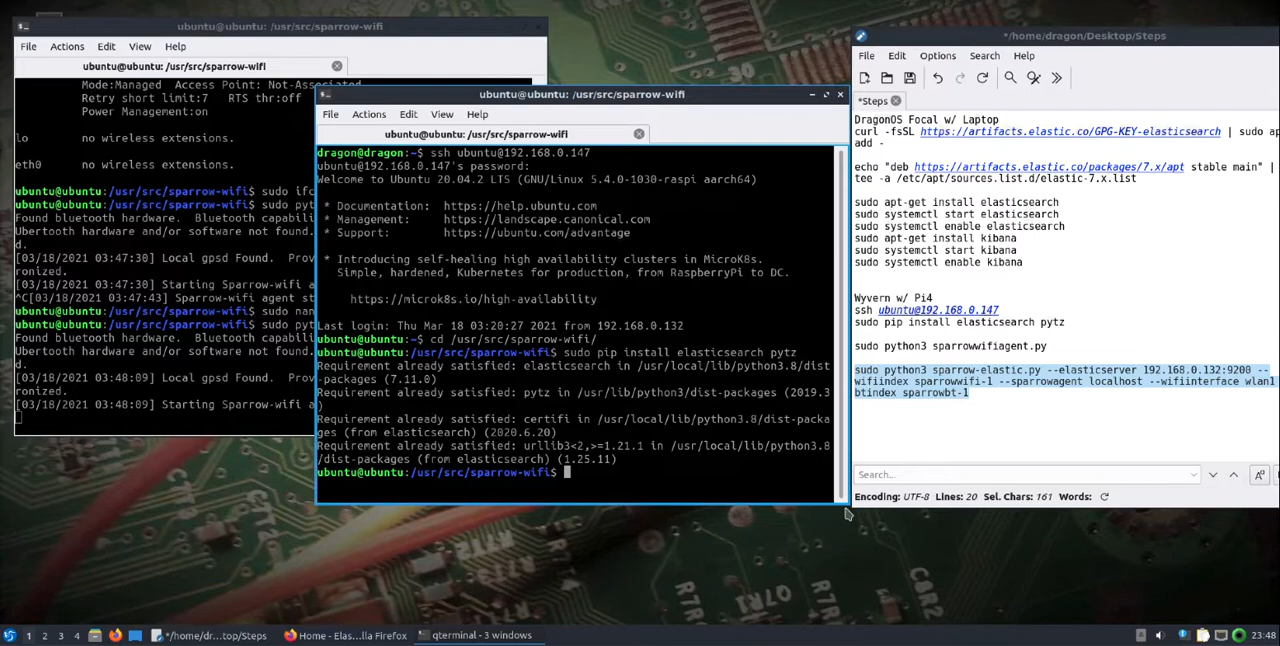 ubuntu@ubuntu: /usr/src/sparrow-wifi
File Actions Edit View Help
ubuntu@ubuntu: /usr/src/sparrow-wifi
Mode:Managed Access Point: Not-Associated
Retry short limit:7 RTS thr:off
Power Management:on
lo no wireless extensions.
eth0 no wireless extensions.
ubuntu@ubuntu:/usr/src/sparrow-wifi$ sudo ifc
ubuntu@ubuntu:/usr/src/sparrow-wifi$ sudo pyt
Found bluetooth hardware. Bluetooth capabili
Ubertooth hardware and/or software not found.
d.
[03/18/2021 03:47:30] Local gpsd Found. Prov
ronized.
[03/18/2021 03:47:30] Starting Sparrow-wifi a
^C[03/18/2021 03:47:43] Sparrow-wifi agent st
ubuntu@ubuntu:/usr/src/sparrow-wifi$ sudo nan
ubuntu@ubuntu:/usr/src/sparrow-wifi$ sudo pyt
Found bluetooth hardware. Bluetooth capabili
Ubertooth hardware and/or software not found.
d.
[03/18/2021 03:48:09] Local gpsd Found. Prov
ronized.
[03/18/2021 03:48:09] Starting Sparrow-wifi a
ubuntu@ubuntu: /usr/src/sparrow-wifi
File Actions Edit View Help
ubuntu@ubuntu: /usr/src/sparrow-wifi
dragon@dragon:~$ ssh ubuntu@192.168.0.147
ubuntu@192.168.0.147's password:
Welcome to Ubuntu 20.04.2 LTS (GNU/Linux 5.4.0-1030-raspi aarch64)
* Documentation: https://help.ubuntu.com
* Management: https://landscape.canonical.com
* Support: https://ubuntu.com/advantage
* Introducing self-healing high availability clusters in MicroK8s.
Simple, hardened, Kubernetes for production, from RaspberryPi to DC.
https://microk8s.io/high-availability
Last login: Thu Mar 18 03:20:27 2021 from 192.168.0.132
ubuntu@ubuntu:~$ cd /usr/src/sparrow-wifi/
ubuntu@ubuntu:/usr/src/sparrow-wifi$ sudo pip install elasticsearch pytz
Requirement already satisfied: elasticsearch in /usr/local/lib/python3.8/dist
-packages (7.11.0)
Requirement already satisfied: pytz in /usr/lib/python3/dist-packages (2019.3
)
Requirement already satisfied: certifi in /usr/local/lib/python3.8/dist-packa
ges (from elasticsearch) (2020.6.20)
Requirement already satisfied: urllib3<2,>=1.21.1 in /usr/local/lib/python3.8
/dist-packages (from elasticsearch) (1.25.11)
ubuntu@ubuntu:/usr/src/sparrow-wifi$
*/home/dragon/Desktop/Steps
File Edit Options Search Help
*Steps
DragonOS Focal w/ Laptop
curl -fsSL https://artifacts.elastic.co/GPG-KEY-elasticsearch | sudo ap
add -
echo "deb https://artifacts.elastic.co/packages/7.x/apt stable main" |
tee -a /etc/apt/sources.list.d/elastic-7.x.list
sudo apt-get install elasticsearch
sudo systemctl start elasticsearch
sudo systemctl enable elasticsearch
sudo apt-get install kibana
sudo systemctl start kibana
sudo systemctl enable kibana
Wyvern w/ Pi4
ssh ubuntu@192.168.0.147
sudo pip install elasticsearch pytz
sudo python3 sparrowwifiagent.py
sudo python3 sparrow-elastic.py --elasticserver 192.168.0.132:9200 --
wifiindex sparrowwifi-1 --sparrowagent localhost --wifiinterface wlan1
btindex sparrowbt-1
Search...
Encoding: UTF-8 Lines: 20 Sel. Chars: 161 Words:
1 2 3 4 */home/dr...top/Steps Home - Elas...lla Firefox qterminal - 3 windows 23:48
R7R
R7R
7Q1
C8R2